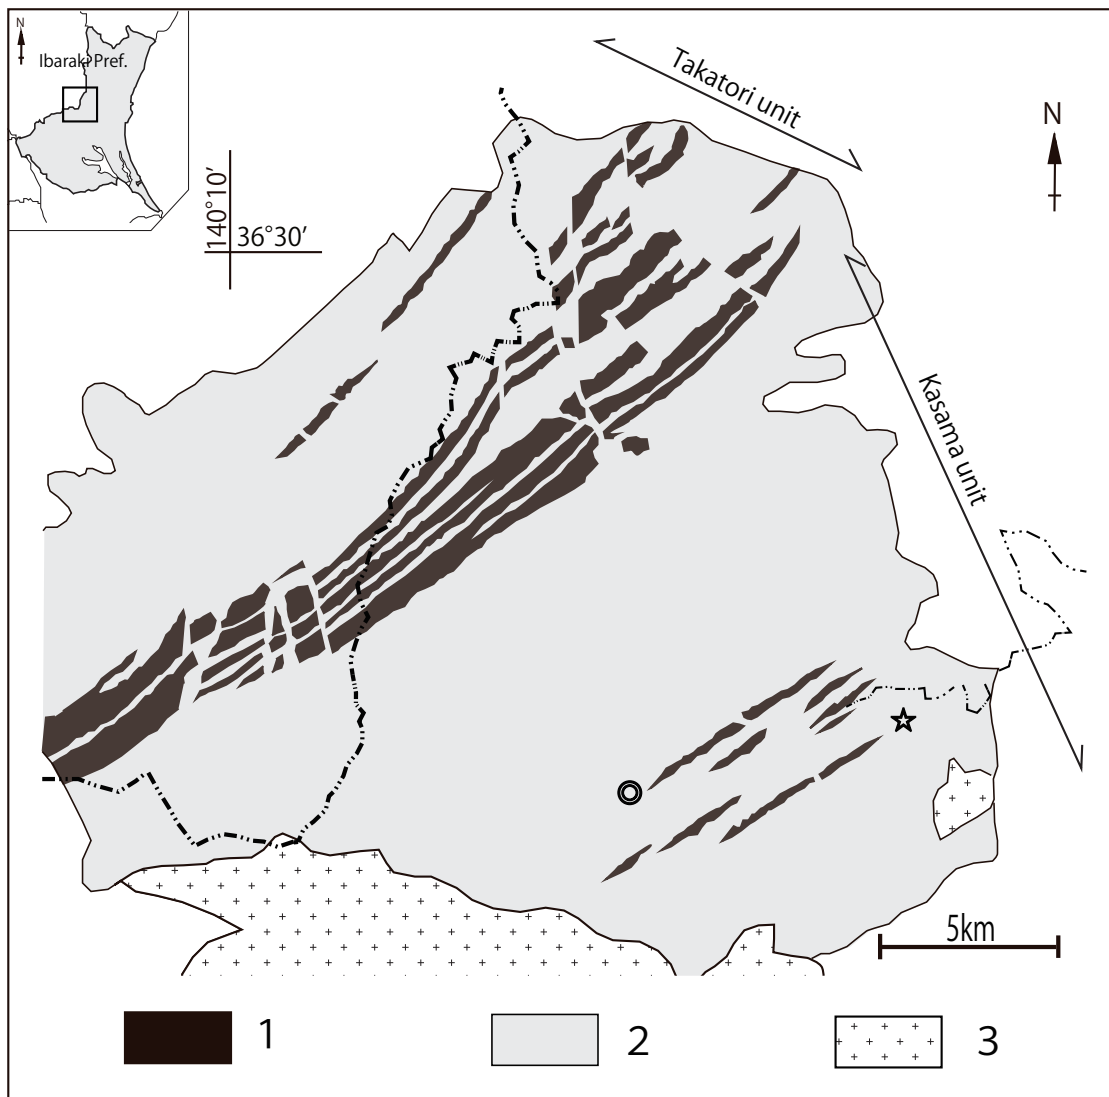 N
Ibaraki Pref.
Takatori unit
N
140°10′
36°30′
Kasama unit
5km
1
2
3